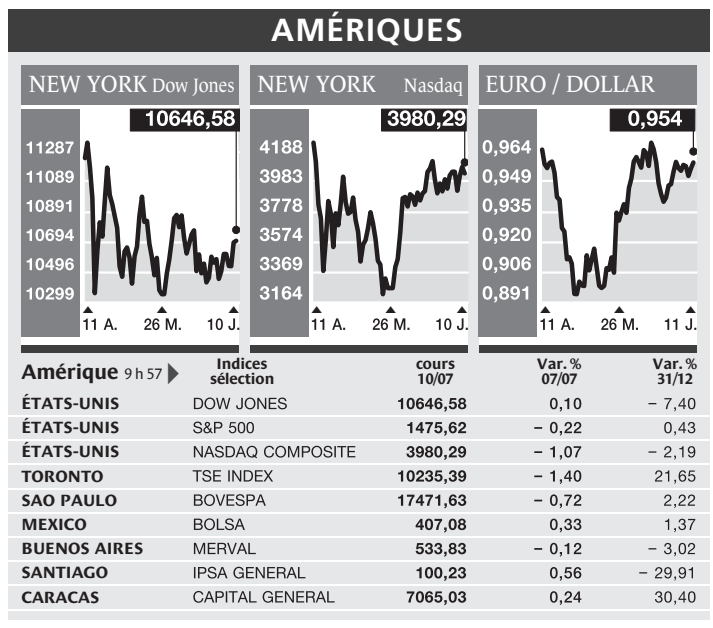 AMÉRIQUES
NEW YORK Dow Jones
10646,58
11287
11089
10891
10694
10496
10299
11 A. 26 M. 10 J.
NEW YORK Nasdaq
3980,29
4188
3983
3778
3574
3369
3164
11 A. 26 M. 10 J.
EURO / DOLLAR
0,954
0,964
0,949
0,935
0,920
0,906
0,891
11 A. 26 M. 11 J.
Amérique 9 h 57 Indices sélection cours 10/07 Var. % 07/07 Var. % 31/12
ÉTATS-UNIS DOW JONES 10646,58 0,10 – 7,40
ÉTATS-UNIS S&P 500 1475,62 – 0,22 0,43
ÉTATS-UNIS NASDAQ COMPOSITE 3980,29 – 1,07 – 2,19
TORONTO TSE INDEX 10235,39 – 1,40 21,65
SAO PAULO BOVESPA 17471,63 – 0,72 2,22
MEXICO BOLSA 407,08 0,33 1,37
BUENOS AIRES MERVAL 533,83 – 0,12 – 3,02
SANTIAGO IPSA GENERAL 100,23 0,56 – 29,91
CARACAS CAPITAL GENERAL 7065,03 0,24 30,40